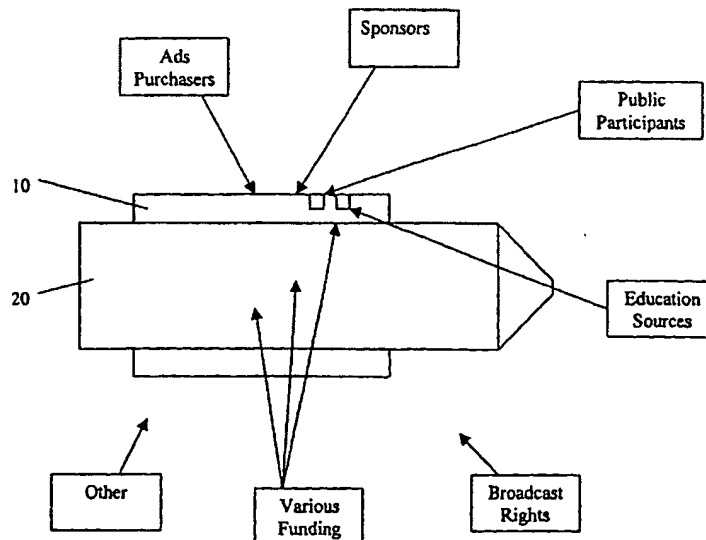 Sponsors
Ads
Purchasers
Public
Participants
10
20
Education
Sources
Other
Various
Funding
Broadcast
Rights